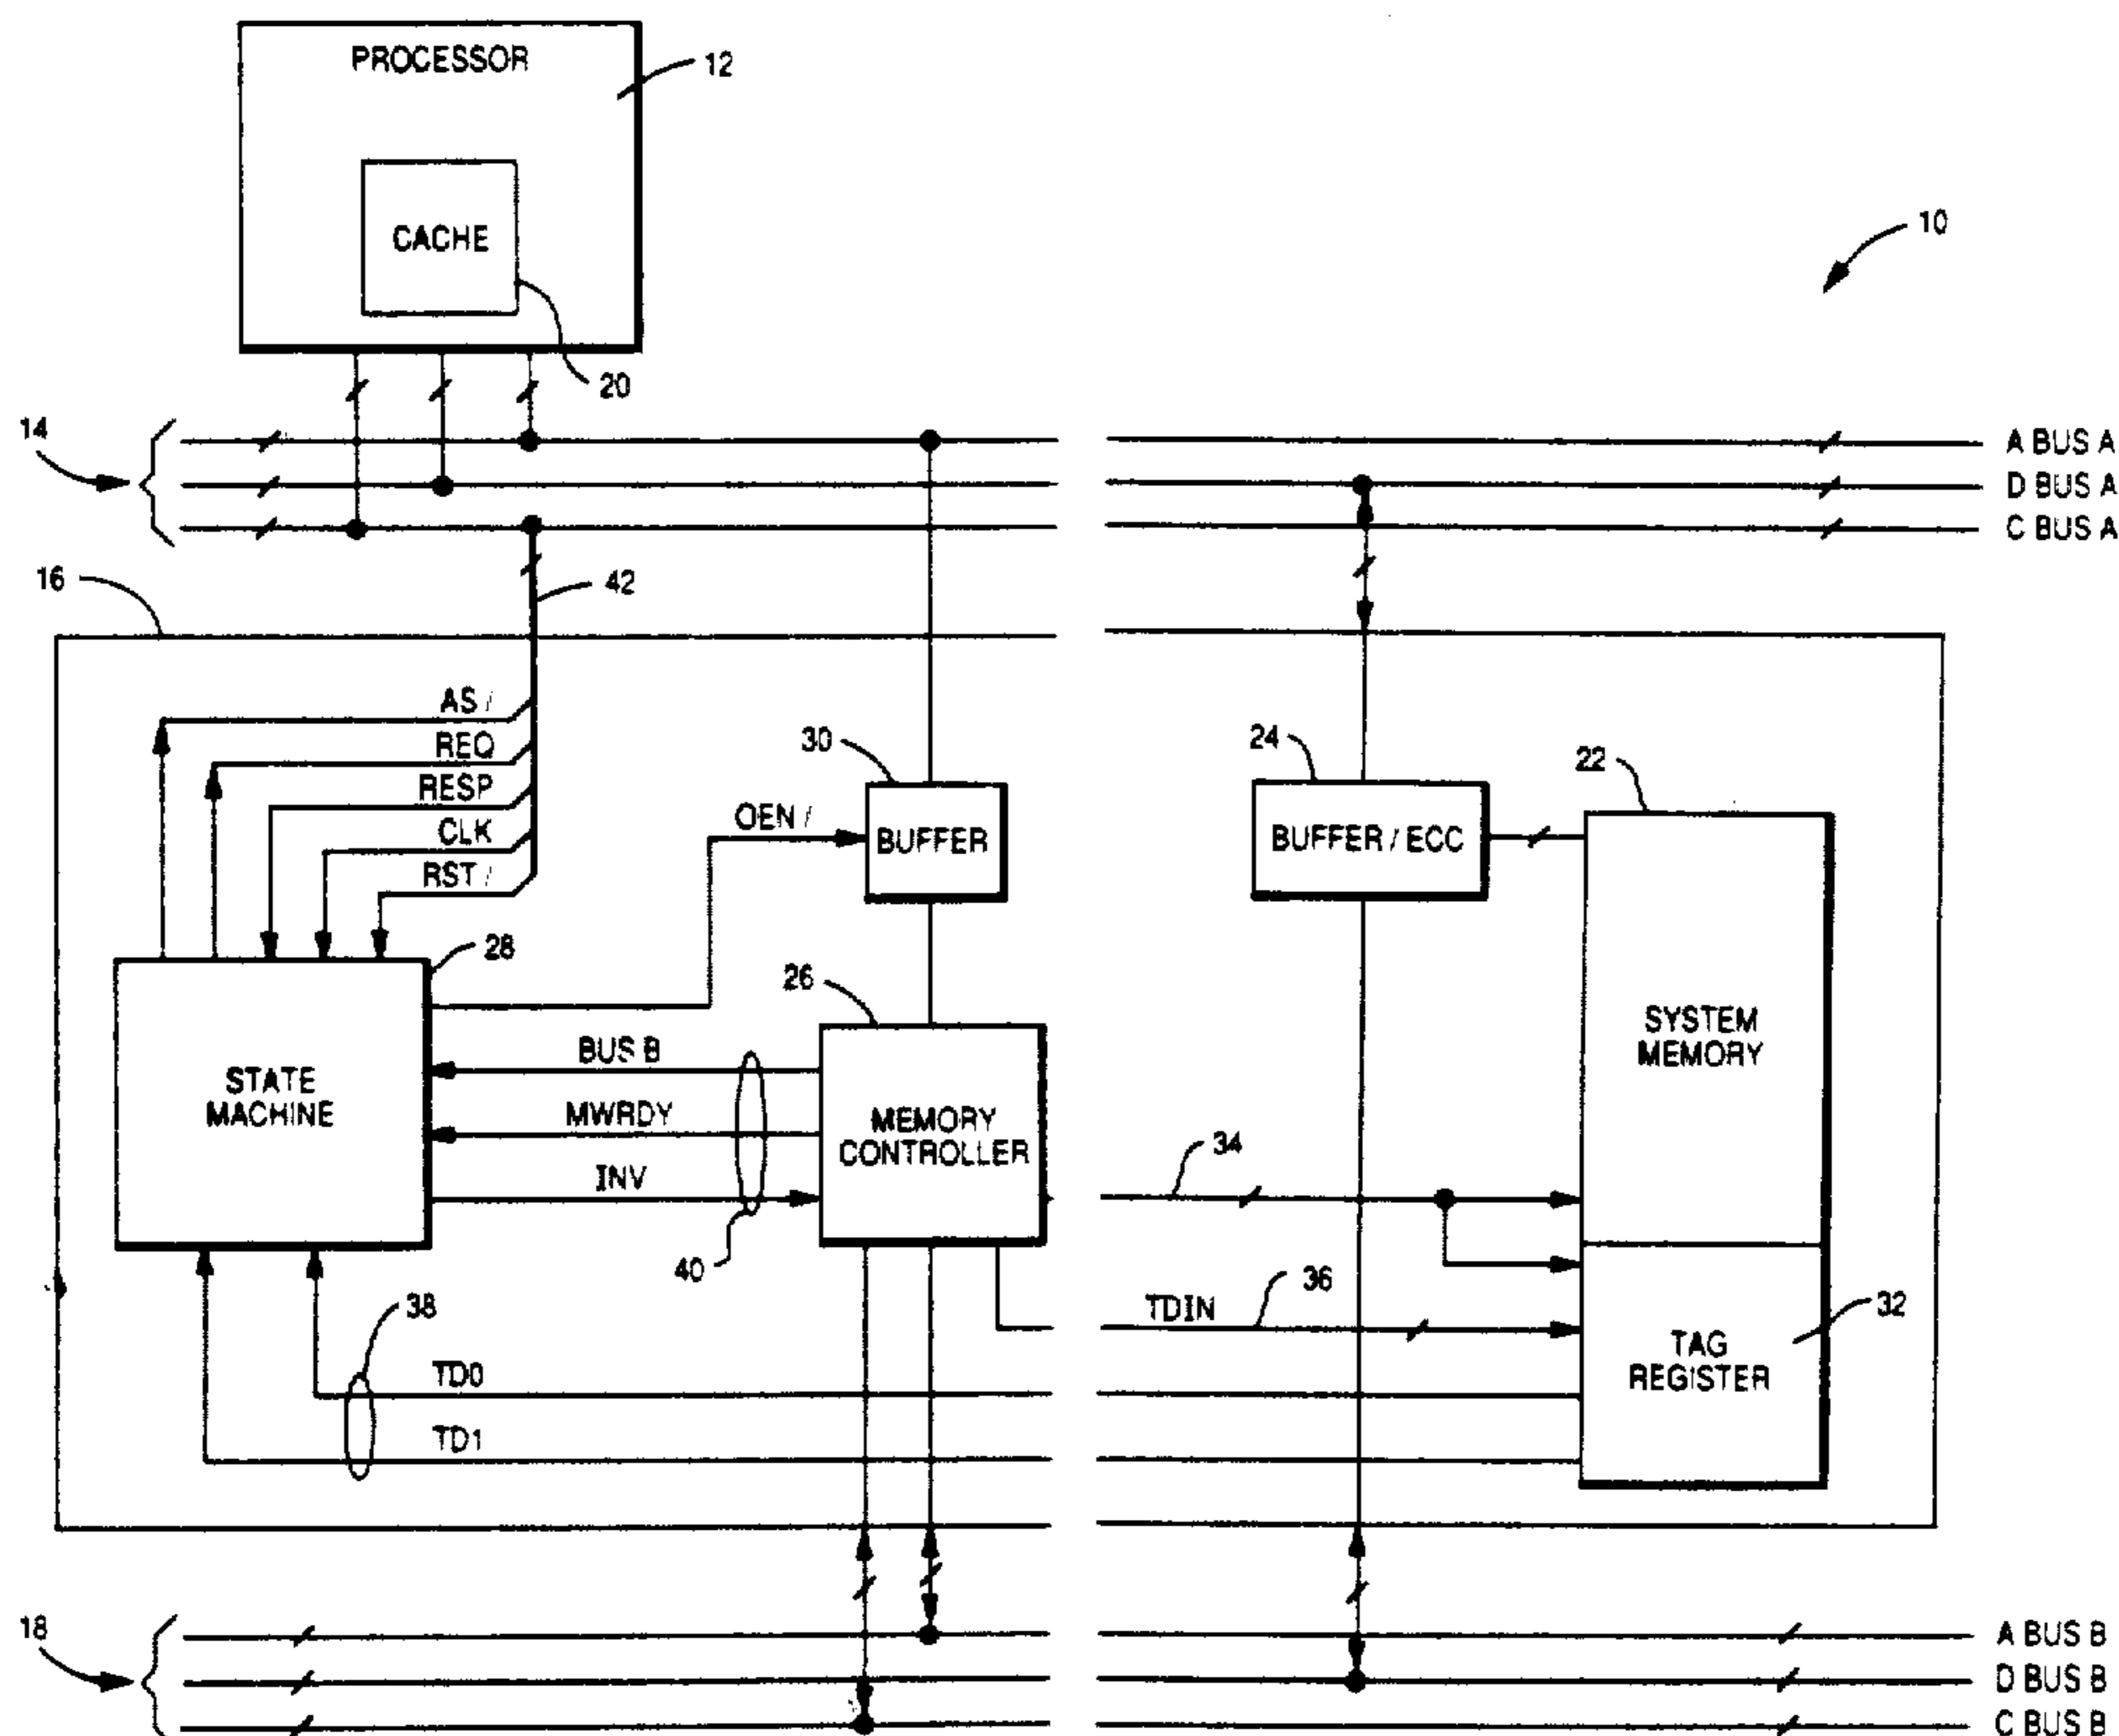 PROCESSOR
12
CACHE
20
10
14
A BUS A
D BUS A
C BUS A
16
42
AS /
REQ
RESP
CLK
RST /
30
OEN /
BUFFER
24
BUFFER / ECC
22
SYSTEM
MEMORY
28
STATE
MACHINE
26
BUS B
MWRDY
INV
MEMORY
CONTROLLER
40
34
36
TDIN
32
TAG
REGISTER
38
TD0
TD1
18
A BUS B
D BUS B
C BUS B